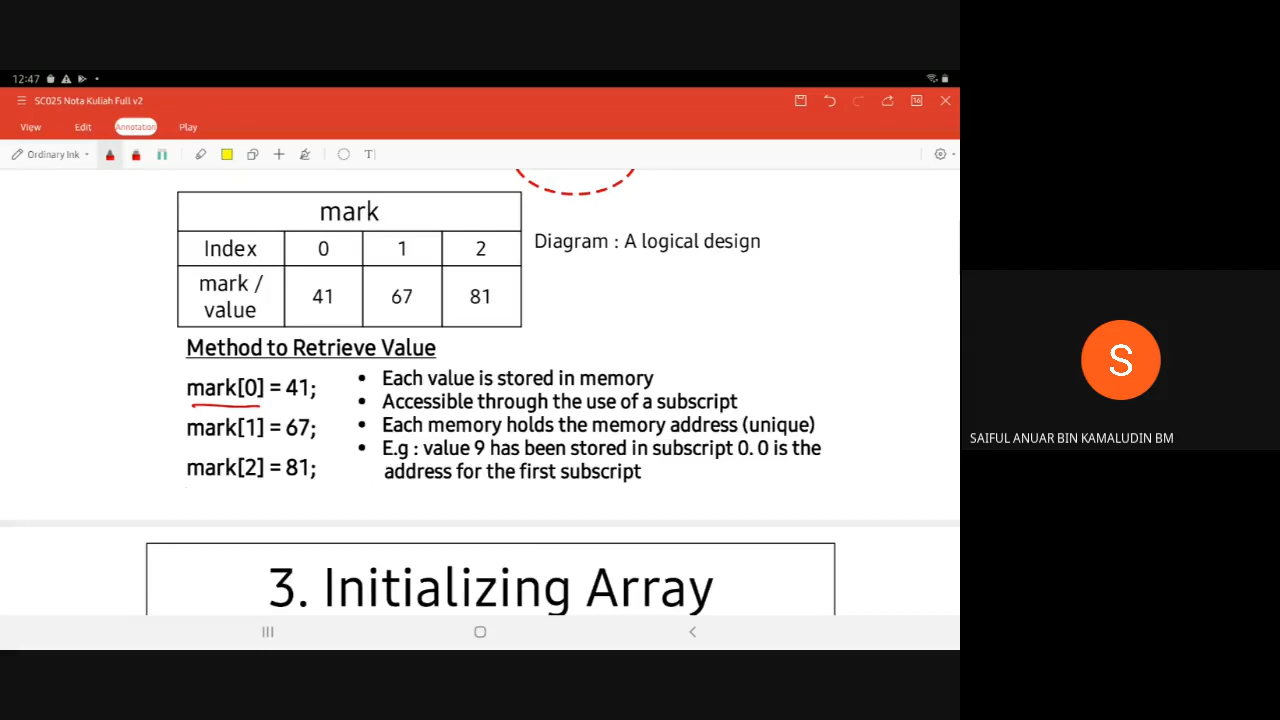 12:47
SC025 Nota Kuliah Full v2
16
View Edit Annotation Play
Ordinary Ink T
mark
Index 0 1 2
mark / value 41 67 81
Diagram : A logical design
Method to Retrieve Value
mark[0] = 41;
mark[1] = 67;
mark[2] = 81;
• Each value is stored in memory
• Accessible through the use of a subscript
• Each memory holds the memory address (unique)
• E.g : value 9 has been stored in subscript 0. 0 is the
address for the first subscript
3. Initializing Array
S
SAIFUL ANUAR BIN KAMALUDIN BM